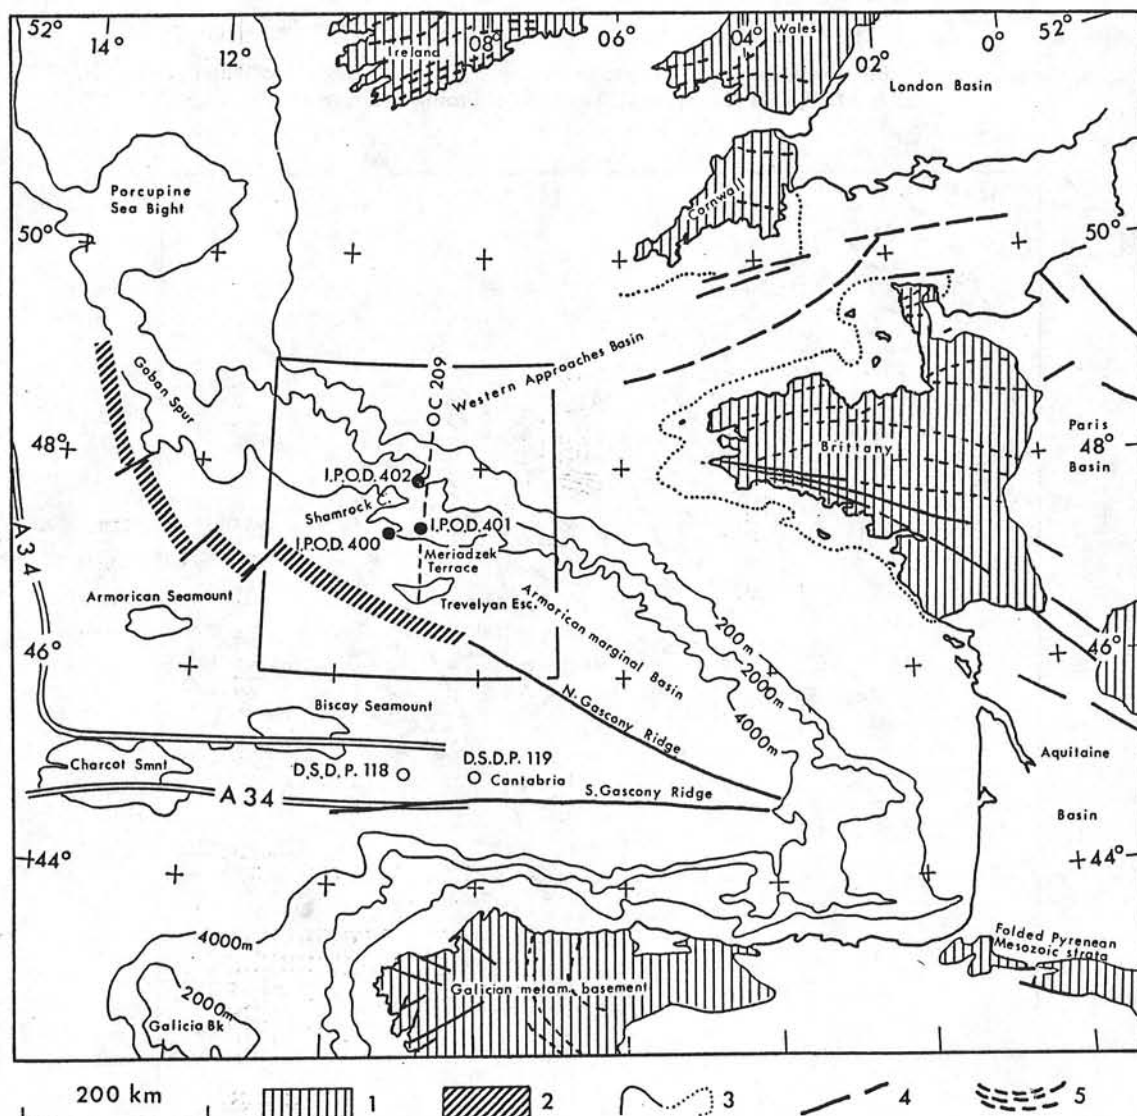 52°
14°
12°
Ireland
08°
06°
04°
Wales
02°
0°
52°
London Basin
Porcupine
Sea Bight
Cornwall
50°
50°
Goban Spur
OC 209
Western Approaches Basin
Paris
48°
Basin
48°
Brittany
I.P.O.D. 402
Shamrock C.
I.P.O.D. 401
I.P.O.D. 400
Meriadzek
Terrace
A 34
Armorican Seamount
Trevelyan Esc.
Armorican marginal Basin
200 m
2000m
4000m
46°
46°
N. Gascony Ridge
Biscay Seamount
Aquitaine
Basin
Charcot Smnt
D.S.D.P. 118
D.S.D.P. 119
Cantabria
A 34
S. Gascony Ridge
44°
44°
4000m
2000m
Galicia Bk
Galician metam. basement
Folded Pyrenean
Mesozoic strata
200 km
1
2
3
4
5